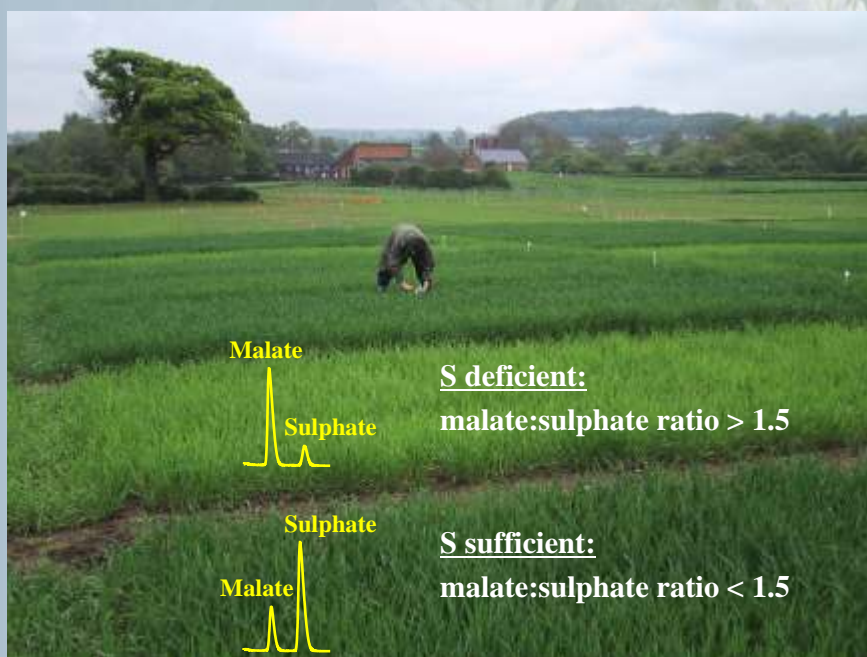 Malate
Sulphate
S deficient:
malate:sulphate ratio > 1.5
Sulphate
Malate
S sufficient:
malate:sulphate ratio < 1.5